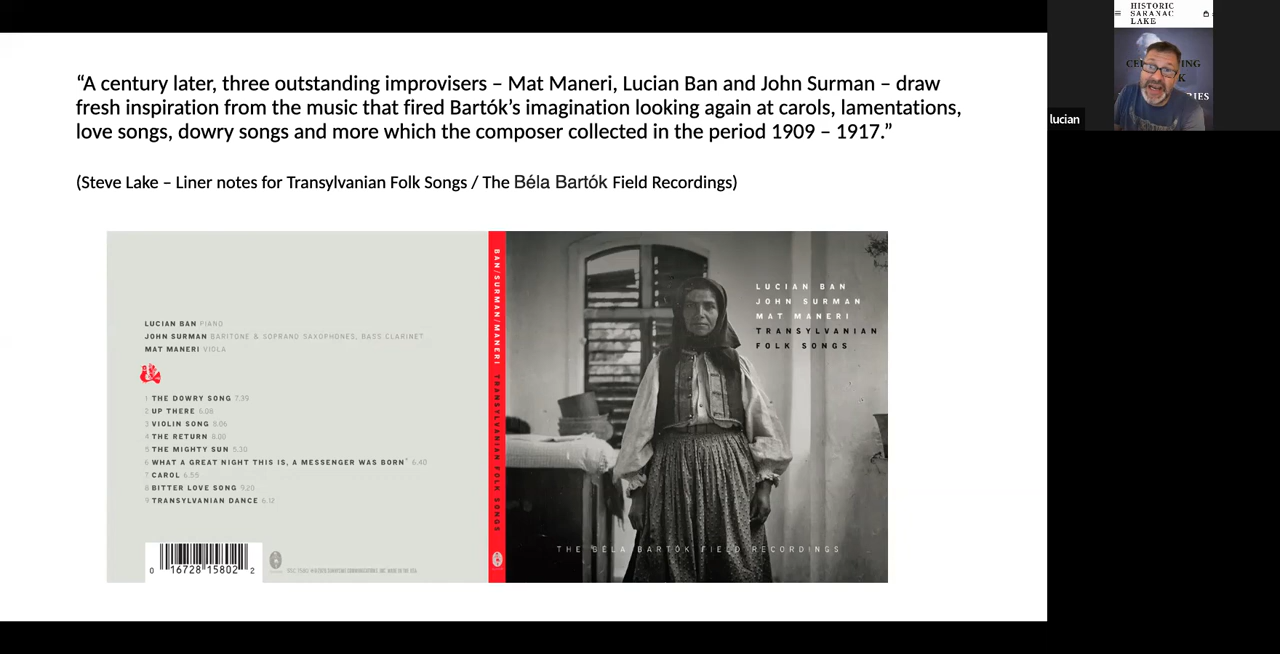 “A century later, three outstanding improvisers – Mat Maneri, Lucian Ban and John Surman – draw
fresh inspiration from the music that fired Bartók’s imagination looking again at carols, lamentations,
love songs, dowry songs and more which the composer collected in the period 1909 – 1917.”
(Steve Lake – Liner notes for Transylvanian Folk Songs / The Béla Bartók Field Recordings)
LUCIAN BAN PIANO
JOHN SURMAN BARITONE & SOPRANO SAXOPHONES, BASS CLARINET
MAT MANERI VIOLA
1 THE DOWRY SONG 7.39
2 UP THERE 6.08
3 VIOLIN SONG 8.06
4 THE RETURN 8.00
5 THE MIGHTY SUN 5.30
6 WHAT A GREAT NIGHT THIS IS, A MESSENGER WAS BORN* 6.40
7 CAROL 6.55
8 BITTER LOVE SONG 9.20
9 TRANSYLVANIAN DANCE 6.12
0 16728 15802 2
BAN/SURMAN/MANERI TRANSYLVANIAN FOLK SONGS
LUCIAN BAN
JOHN SURMAN
MAT MANERI
TRANSYLVANIAN
FOLK SONGS
THE BÉLA BARTÓK FIELD RECORDINGS
HISTORIC
SARANAC
LAKE
lucian